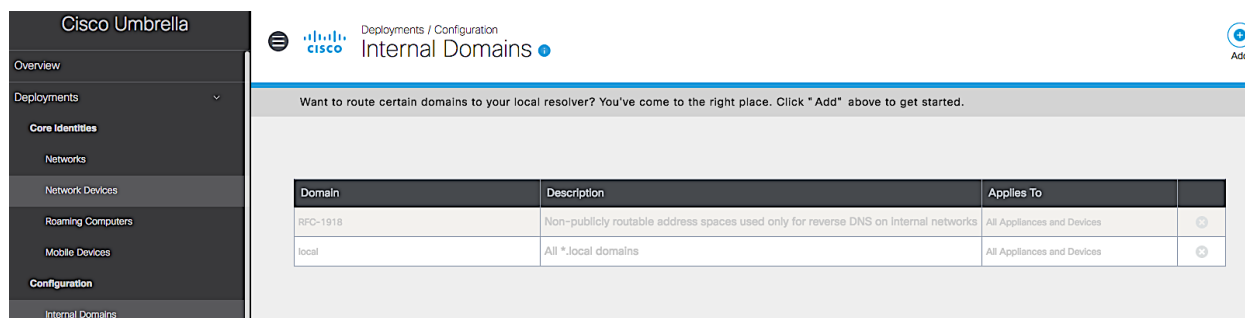 Cisco Umbrella
Overview
Deployments
Core Identities
Networks
Network Devices
Roaming Computers
Mobile Devices
Configuration
Internal Domains
CISCO
Deployments / Configuration
Internal Domains
Add
Want to route certain domains to your local resolver? You've come to the right place. Click "Add" above to get started.
Domain Description Applies To
RFC-1918 Non-publicly routable address spaces used only for reverse DNS on internal networks All Appliances and Devices
local All *.local domains All Appliances and Devices